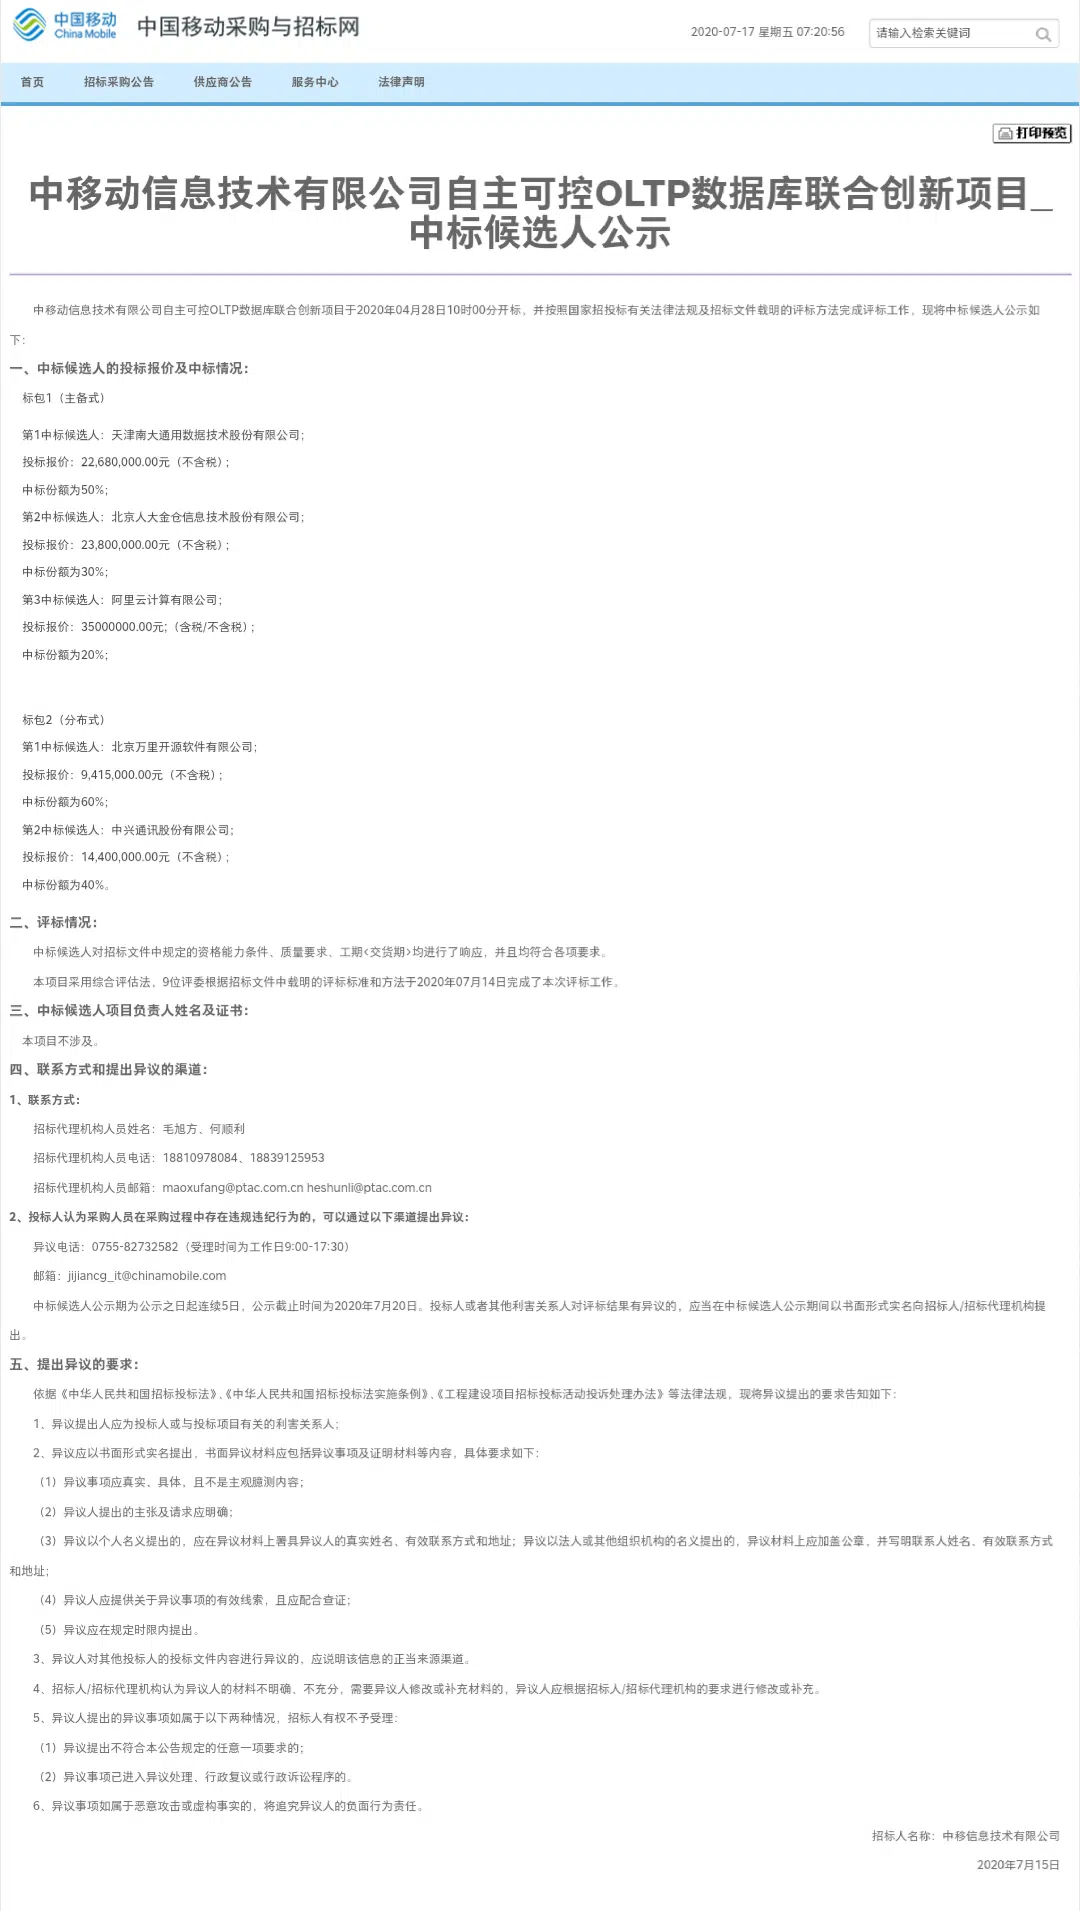 中国移动
China Mobile
中国移动采购与招标网
2020-07-17 星期五 07:20:56
请输入检索关键词
首页 招标采购公告 供应商公告 服务中心 法律声明
打印预览
中移动信息技术有限公司自主可控OLTP数据库联合创新项目_
中标候选人公示
中移动信息技术有限公司自主可控OLTP数据库联合创新项目于2020年04月28日10时00分开标，并按照国家招投标有关法律法规及招标文件载明的评标方法完成评标工作，现将中标候选人公示如
下：
一、中标候选人的投标报价及中标情况：
标包1（主备式）
第1中标候选人：天津南大通用数据技术股份有限公司；
投标报价：22,680,000.00元（不含税）；
中标份额为50%；
第2中标候选人：北京人大金仓信息技术股份有限公司；
投标报价：23,800,000.00元（不含税）；
中标份额为30%；
第3中标候选人：阿里云计算有限公司；
投标报价：35000000.00元;（含税/不含税）；
中标份额为20%；
标包2（分布式）
第1中标候选人：北京万里开源软件有限公司；
投标报价：9,415,000.00元（不含税）；
中标份额为60%；
第2中标候选人：中兴通讯股份有限公司；
投标报价：14,400,000.00元（不含税）；
中标份额为40%。
二、评标情况：
中标候选人对招标文件中规定的资格能力条件、质量要求、工期<交货期>均进行了响应，并且均符合各项要求。
本项目采用综合评估法，9位评委根据招标文件中载明的评标标准和方法于2020年07月14日完成了本次评标工作。
三、中标候选人项目负责人姓名及证书：
本项目不涉及。
四、联系方式和提出异议的渠道：
1、联系方式：
招标代理机构人员姓名：毛旭方、何顺利
招标代理机构人员电话：18810978084、18839125953
招标代理机构人员邮箱：maoxufang@ptac.com.cn heshunli@ptac.com.cn
2、投标人认为采购人员在采购过程中存在违规违纪行为的，可以通过以下渠道提出异议：
异议电话：0755-82732582（受理时间为工作日9:00-17:30）
邮箱：jijiancg_it@chinamobile.com
中标候选人公示期为公示之日起连续5日，公示截止时间为2020年7月20日。投标人或者其他利害关系人对评标结果有异议的，应当在中标候选人公示期间以书面形式实名向招标人/招标代理机构提
出。
五、提出异议的要求：
依据《中华人民共和国招标投标法》、《中华人民共和国招标投标法实施条例》、《工程建设项目招标投标活动投诉处理办法》等法律法规，现将异议提出的要求告知如下：
1、异议提出人应为投标人或与投标项目有关的利害关系人；
2、异议应以书面形式实名提出，书面异议材料应包括异议事项及证明材料等内容，具体要求如下：
（1）异议事项应真实、具体，且不是主观臆测内容；
（2）异议人提出的主张及请求应明确；
（3）异议以个人名义提出的，应在异议材料上署具异议人的真实姓名、有效联系方式和地址；异议以法人或其他组织机构的名义提出的，异议材料上应加盖公章，并写明联系人姓名、有效联系方式
和地址；
（4）异议人应提供关于异议事项的有效线索，且应配合查证；
（5）异议应在规定时限内提出。
3、异议人对其他投标人的投标文件内容进行异议的，应说明该信息的正当来源渠道。
4、招标人/招标代理机构认为异议人的材料不明确、不充分，需要异议人修改或补充材料的，异议人应根据招标人/招标代理机构的要求进行修改或补充。
5、异议人提出的异议事项如属于以下两种情况，招标人有权不予受理：
（1）异议提出不符合本公告规定的任意一项要求的；
（2）异议事项已进入异议处理、行政复议或行政诉讼程序的。
6、异议事项如属于恶意攻击或虚构事实的，将追究异议人的负面行为责任。
招标人名称：中移信息技术有限公司
2020年7月15日